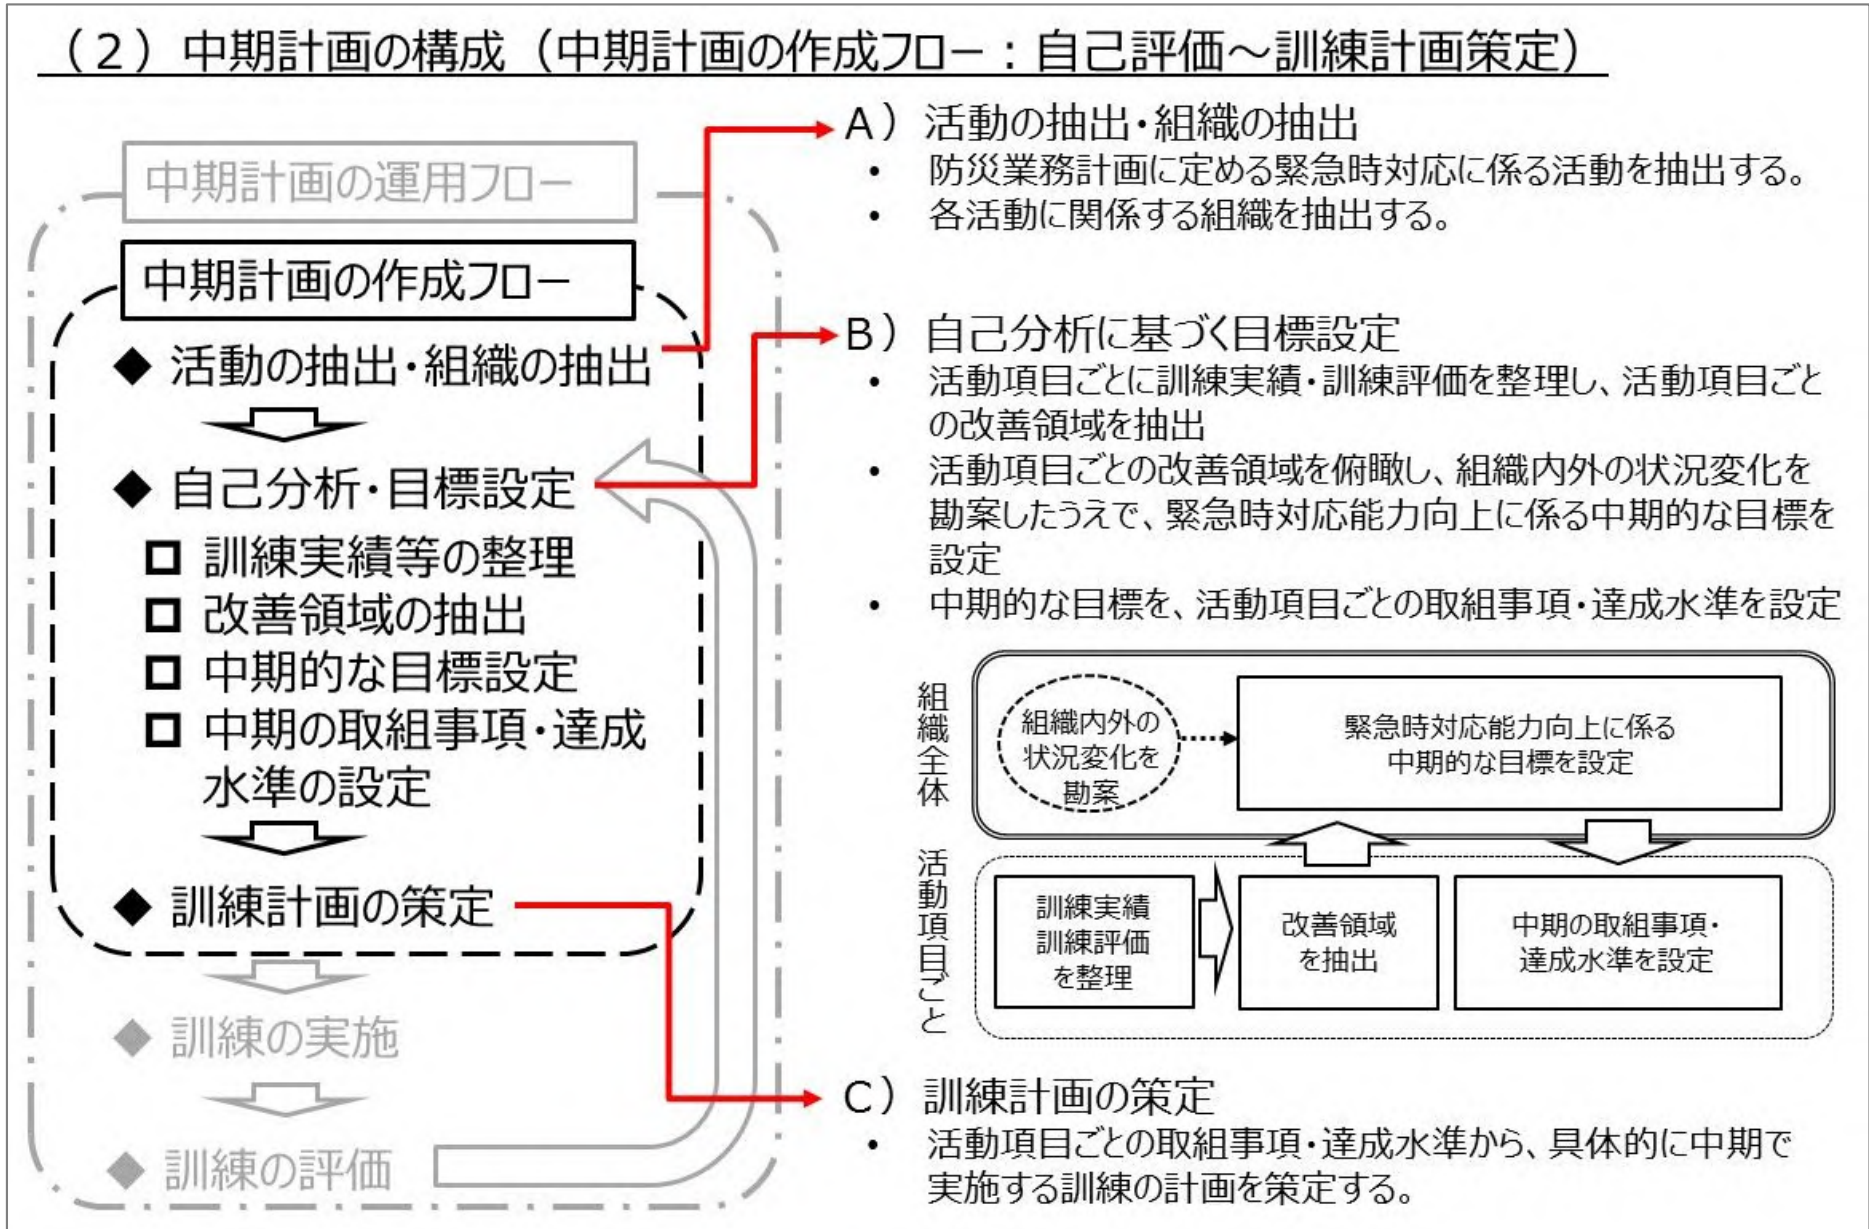 （２）中期計画の構成（中期計画の作成フロー：自己評価～訓練計画策定）
中期計画の運用フロー
中期計画の作成フロー
◆ 活動の抽出・組織の抽出
◆ 自己分析・目標設定
訓練実績等の整理
改善領域の抽出
中期的な目標設定
中期の取組事項・達成
水準の設定
◆ 訓練計画の策定
◆ 訓練の実施
◆ 訓練の評価
A）活動の抽出・組織の抽出
• 防災業務計画に定める緊急時対応に係る活動を抽出する。
• 各活動に関係する組織を抽出する。
B）自己分析に基づく目標設定
• 活動項目ごとに訓練実績・訓練評価を整理し、活動項目ごと
の改善領域を抽出
• 活動項目ごとの改善領域を俯瞰し、組織内外の状況変化を
勘案したうえで、緊急時対応能力向上に係る中期的な目標を
設定
• 中期的な目標を、活動項目ごとの取組事項・達成水準を設定
組織全体
組織内外の
状況変化を
勘案
緊急時対応能力向上に係る
中期的な目標を設定
活動項目ごと
訓練実績
訓練評価
を整理
改善領域
を抽出
中期の取組事項・
達成水準を設定
C）訓練計画の策定
• 活動項目ごとの取組事項・達成水準から、具体的に中期で
実施する訓練の計画を策定する。